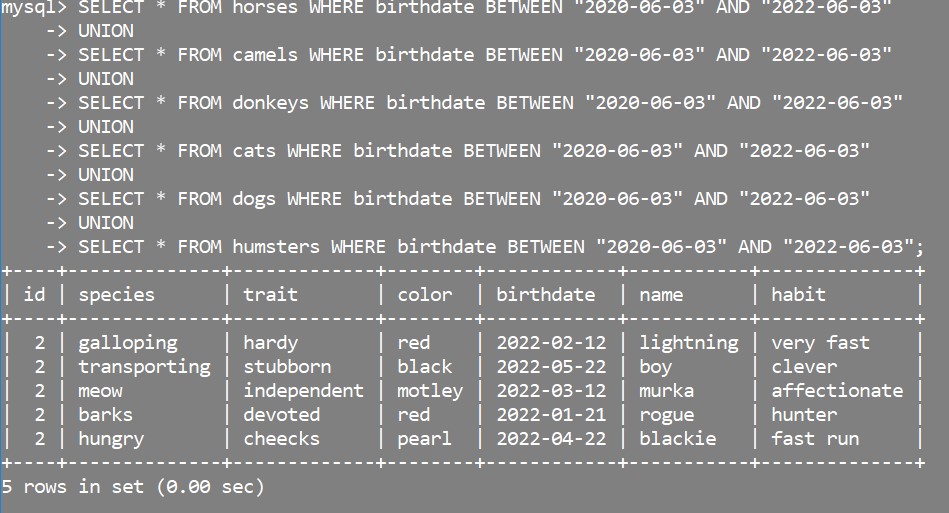 mysql> SELECT * FROM horses WHERE birthdate BETWEEN "2020-06-03" AND "2022-06-03"
    -> UNION
    -> SELECT * FROM camels WHERE birthdate BETWEEN "2020-06-03" AND "2022-06-03"
    -> UNION
    -> SELECT * FROM donkeys WHERE birthdate BETWEEN "2020-06-03" AND "2022-06-03"
    -> UNION
    -> SELECT * FROM cats WHERE birthdate BETWEEN "2020-06-03" AND "2022-06-03"
    -> UNION
    -> SELECT * FROM dogs WHERE birthdate BETWEEN "2020-06-03" AND "2022-06-03"
    -> UNION
    -> SELECT * FROM humsters WHERE birthdate BETWEEN "2020-06-03" AND "2022-06-03";
+----+--------------+-------------+--------+------------+-----------+--------------+
| id | species      | trait       | color  | birthdate  | name      | habit        |
+----+--------------+-------------+--------+------------+-----------+--------------+
|  2 | galloping    | hardy       | red    | 2022-02-12 | lightning | very fast    |
|  2 | transporting | stubborn    | black  | 2022-05-22 | boy       | clever       |
|  2 | meow         | independent | motley | 2022-03-12 | murka     | affectionate |
|  2 | barks        | devoted     | red    | 2022-01-21 | rogue     | hunter       |
|  2 | hungry       | cheecks     | pearl  | 2022-04-22 | blackie   | fast run     |
+----+--------------+-------------+--------+------------+-----------+--------------+
5 rows in set (0.00 sec)